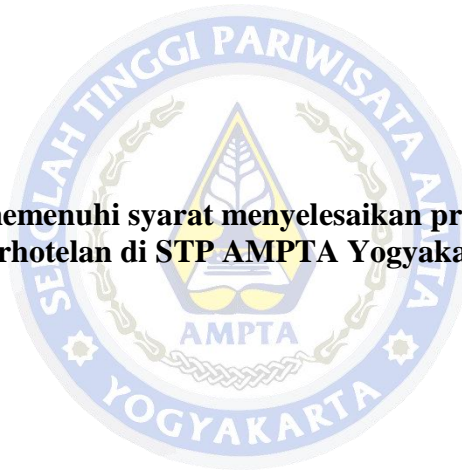 SEKOLAH TINGGI PARIWISATA AMPTA
memenuhi syarat menyelesaikan pr
rhotelan di STP AMPTA Yogyaka
AMPTA
YOGYAKARTA